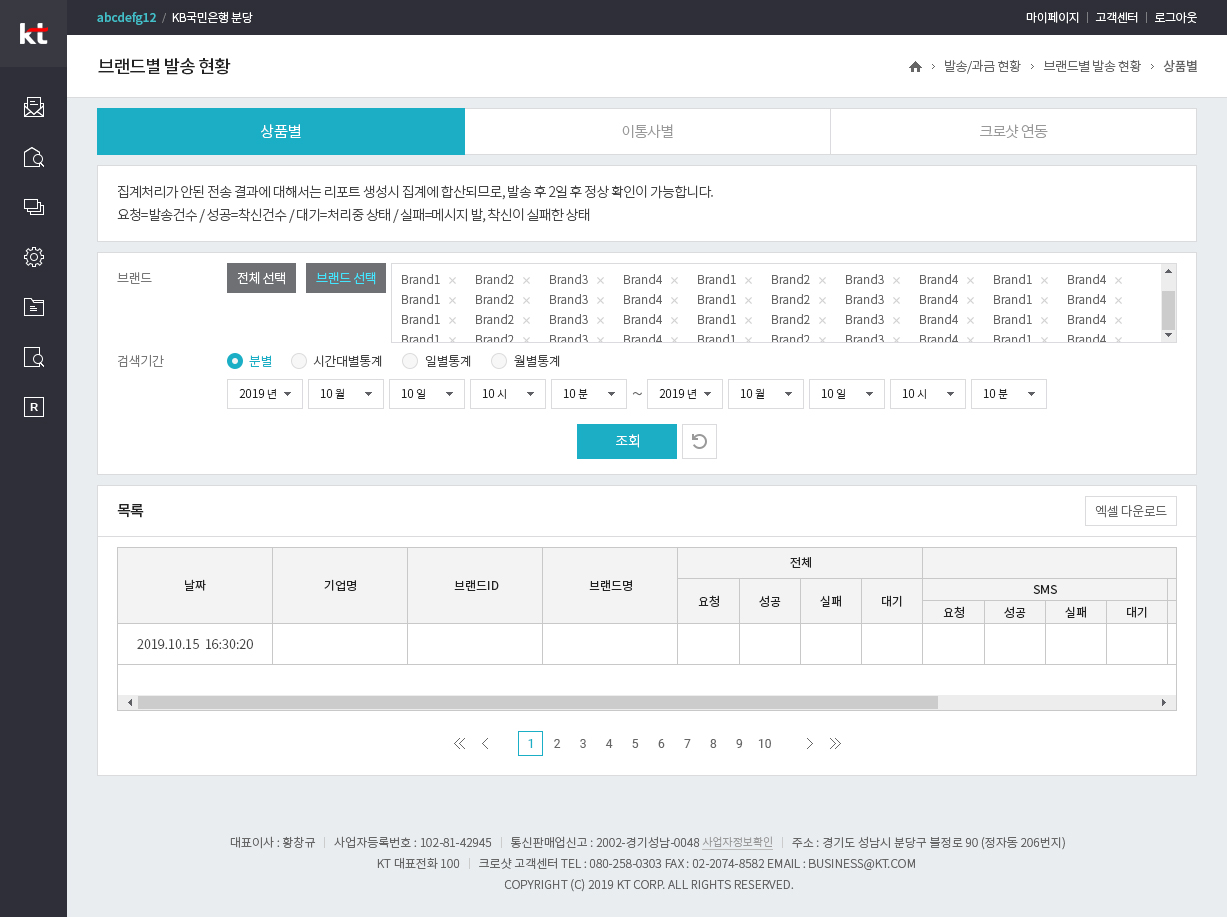 kt
abcdefg12 / KB국민은행 분당
마이페이지 | 고객센터 | 로그아웃
브랜드별 발송 현황
발송/과금 현황 > 브랜드별 발송 현황 > 상품별
상품별 이통사별 크로샷 연동
집계처리가 안된 전송 결과에 대해서는 리포트 생성시 집계에 합산되므로, 발송 후 2일 후 정상 확인이 가능합니다.
요청=발송건수 / 성공=착신건수 / 대기=처리중 상태 / 실패=메시지 발, 착신이 실패한 상태
브랜드 전체 선택 브랜드 선택
Brand1 × Brand2 × Brand3 × Brand4 × Brand1 × Brand2 × Brand3 × Brand4 × Brand1 × Brand4 ×
Brand1 × Brand2 × Brand3 × Brand4 × Brand1 × Brand2 × Brand3 × Brand4 × Brand1 × Brand4 ×
Brand1 × Brand2 × Brand3 × Brand4 × Brand1 × Brand2 × Brand3 × Brand4 × Brand1 × Brand4 ×
Brand1 × Brand2 × Brand3 × Brand4 × Brand1 × Brand2 × Brand3 × Brand4 × Brand1 × Brand4 ×
검색기간 분별 시간대별통계 일별통계 월별통계
2019 년 10 월 10 일 10 시 10 분 ~ 2019 년 10 월 10 일 10 시 10 분
조회
R
목록 엑셀 다운로드
날짜 기업명 브랜드ID 브랜드명 전체
요청 성공 실패 대기 SMS
요청 성공 실패 대기
2019.10.15 16:30:20
1 2 3 4 5 6 7 8 9 10
대표이사 : 황창규 | 사업자등록번호 : 102-81-42945 | 통신판매업신고 : 2002-경기성남-0048 사업자정보확인 | 주소 : 경기도 성남시 분당구 불정로 90 (정자동 206번지)
KT 대표전화 100 | 크로샷 고객센터 TEL : 080-258-0303 FAX : 02-2074-8582 EMAIL : BUSINESS@KT.COM
COPYRIGHT (C) 2019 KT CORP. ALL RIGHTS RESERVED.